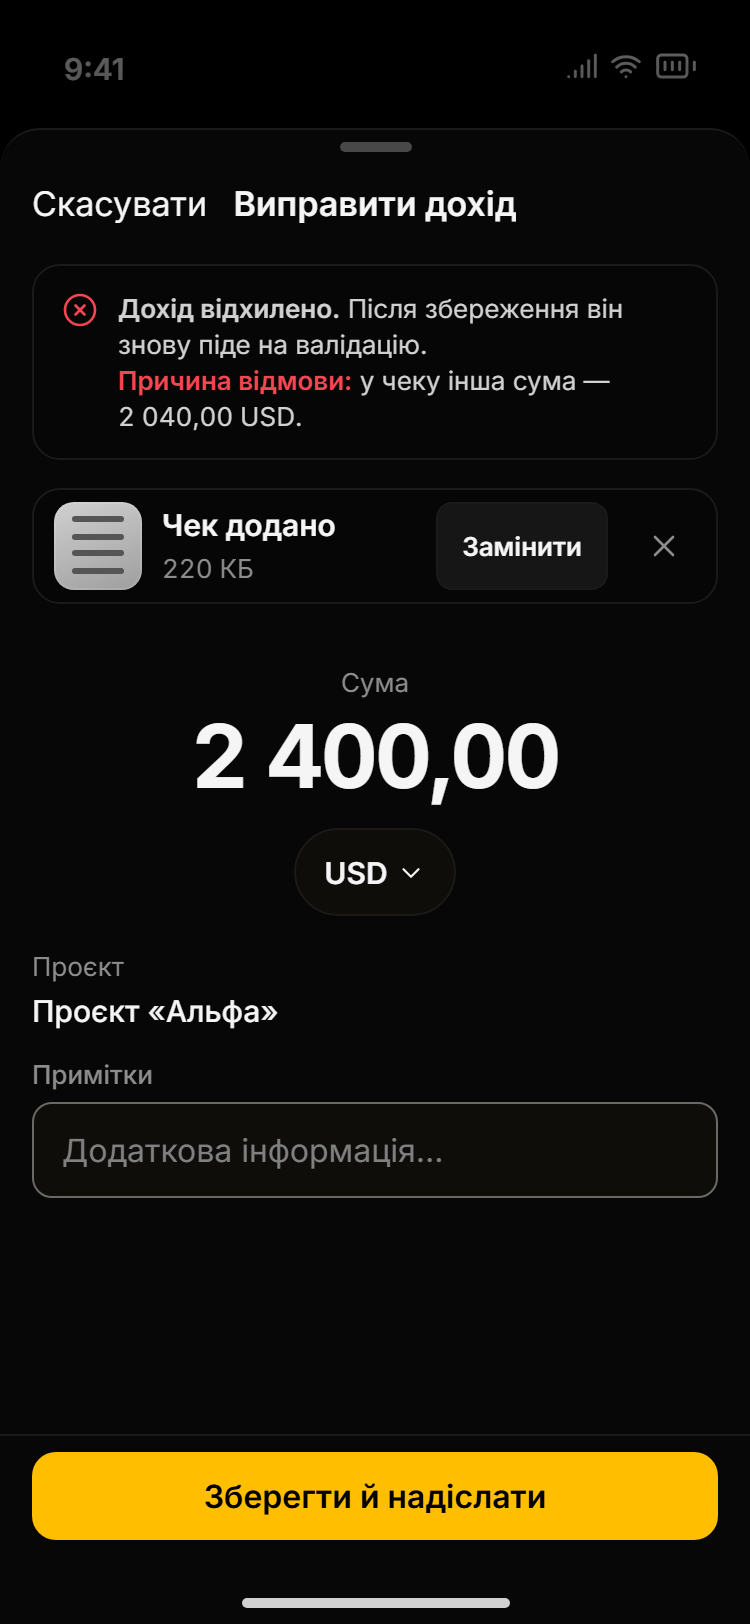 9:41
Скасувати Виправити дохід
Дохід відхилено. Після збереження він
знову піде на валідацію.
Причина відмови: у чеку інша сума —
2 040,00 USD.
Чек додано
220 КБ
Замінити
Сума
2 400,00
USD
Проєкт
Проєкт «Альфа»
Примітки
Додаткова інформація...
Зберегти й надіслати